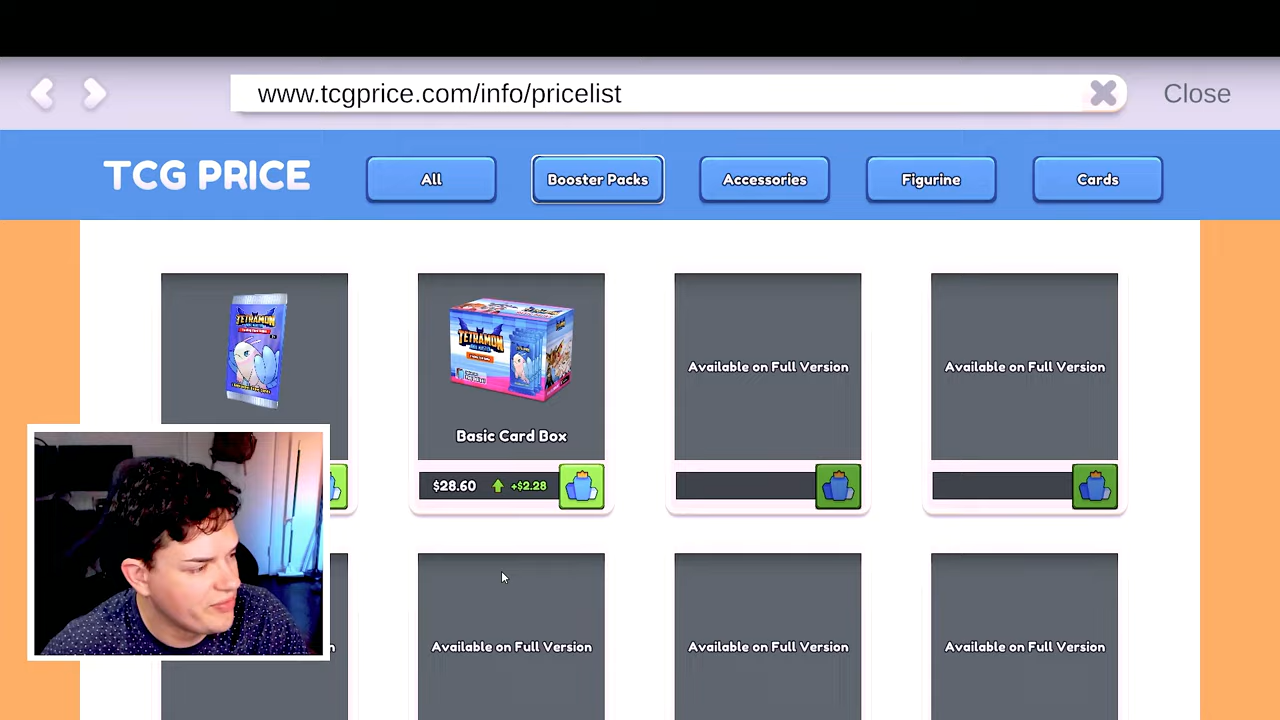 www.tcgprice.com/info/pricelist
Close
TCG PRICE
All
Booster Packs
Accessories
Figurine
Cards
TETRAMON
TETRAMON
Available on Full Version
Available on Full Version
Basic Card Box
$28.60 +$2.28
Available on Full Version
Available on Full Version
Available on Full Version